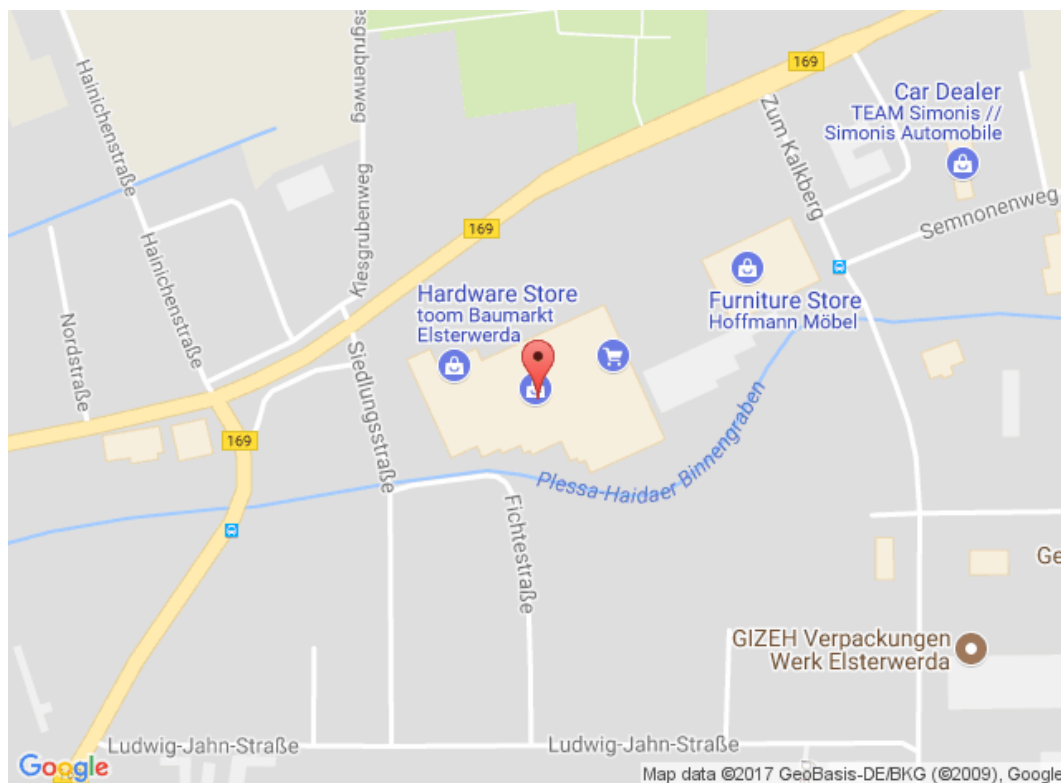 esgrubenweg
Hainichenstraße
169
Zum Kalkberg
Car Dealer
TEAM Simonis //
Simonis Automobile
Kiesgrubenweg
Semnonenweg
Hainichenstraße
169
Hardware Store
toom Baumarkt
Elsterwerda
Furniture Store
Hoffmann Möbel
Nordstraße
Siedlungsstraße
169
Plessa-Haidaer Binnengraben
Fichtestraße
Ge
GIZEH Verpackungen
Werk Elsterwerda
Ludwig-Jahn-Straße
Ludwig-Jahn-Straße
Google
Map data ©2017 GeoBasis-DE/BKG (©2009), Google